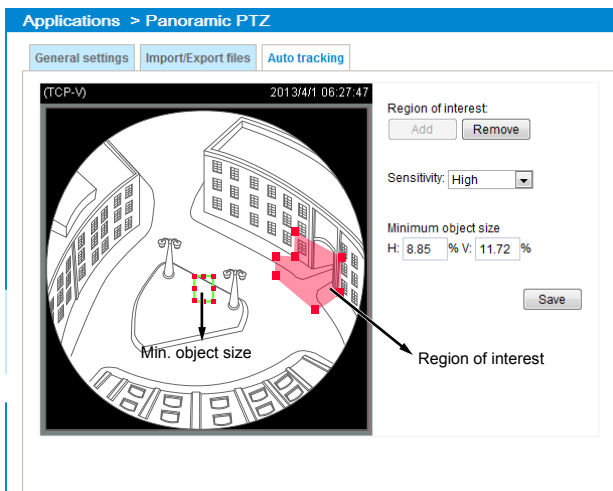 Applications > Panoramic PTZ
General settings Import/Export files Auto tracking
(TCP-V) 2013/4/1 06:27:47
Region of interest:
Add Remove
Sensitivity: High
Minimum object size
H: 8.85 % V: 11.72 %
Save
Min. object size
Region of interest